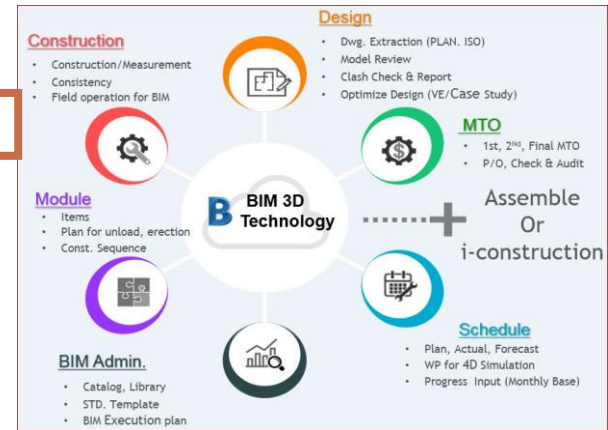 Design
• Dwg. Extraction (PLAN. ISO)
• Model Review
• Clash Check & Report
• Optimize Design (VE/Case Study)
Construction
• Construction/Measurement
• Consistency
• Field operation for BIM
MTO
• 1st, 2Nd, Final MTO
• P/O, Check & Audit
Module
• Items
• Plan for unload, erection
• Const. Sequence
B BIM 3D
Technology
Assemble
Or
i-construction
Schedule
• Plan, Actual, Forecast
• WP for 4D Simulation
• Progress Input (Monthly Base)
BIM Admin.
• Catalog, Library
• STD. Template
• BIM Execution plan